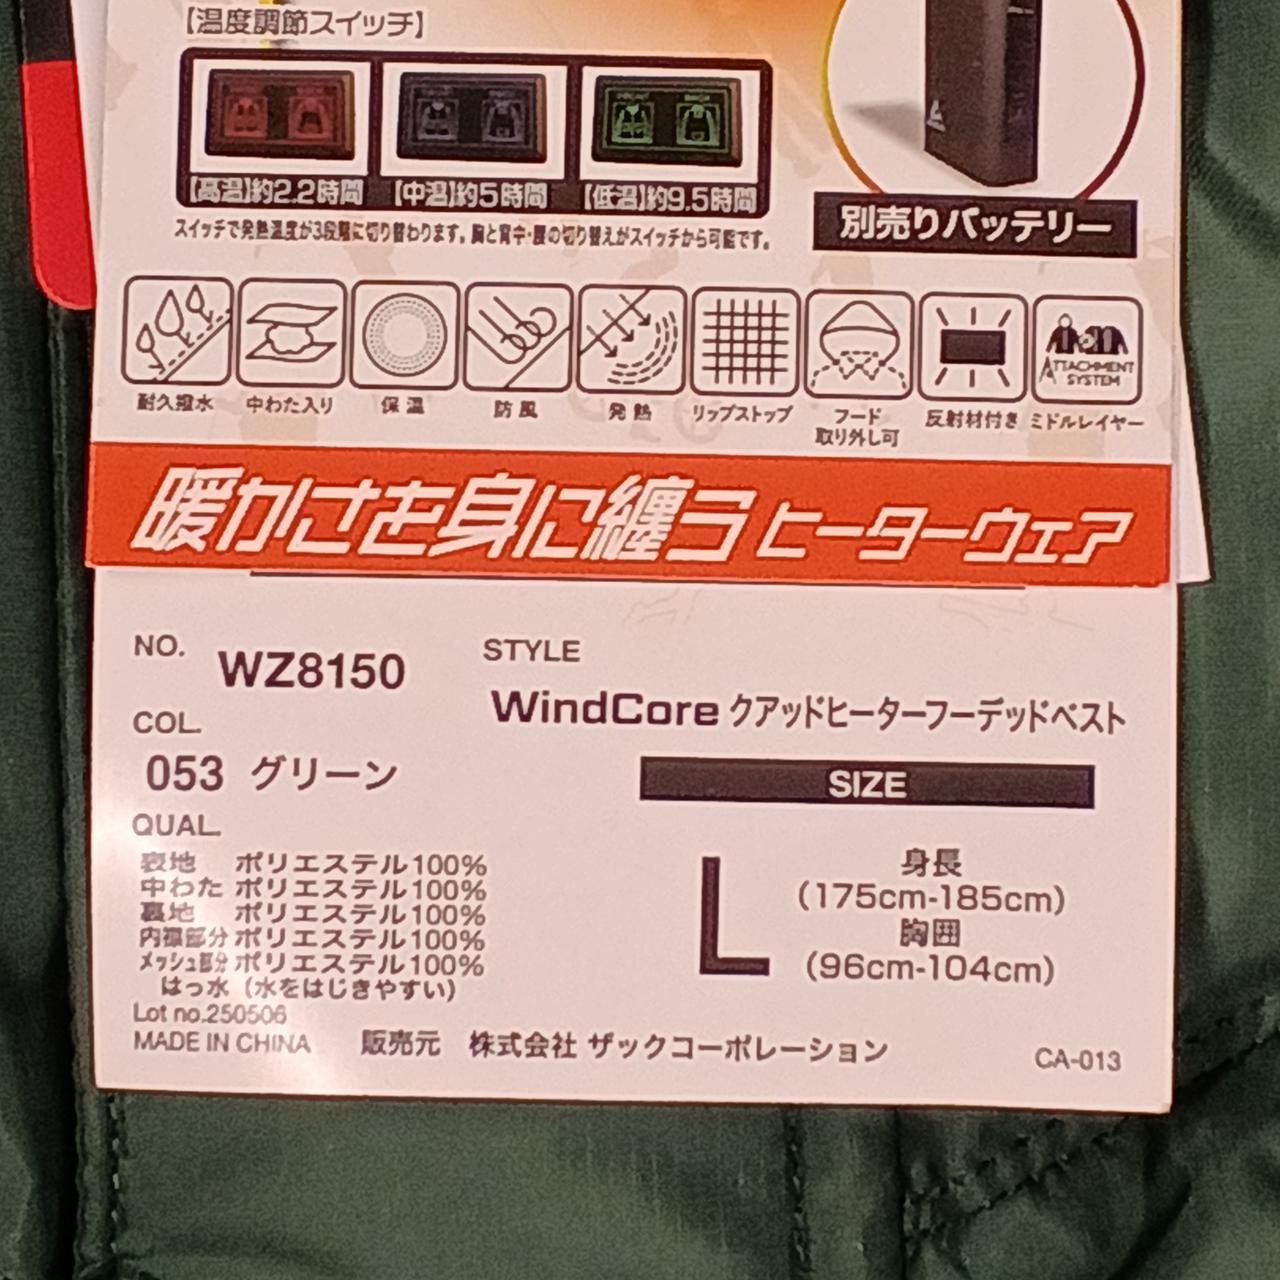 【温度調節スイッチ】
【高温】約2.2時間 【中温】約5時間 【低温】約9.5時間
スイッチで発熱温度が3段階に切り替わります。胸と背中・腰の切り替えがスイッチから可能です。
別売りバッテリー
ATTACHMENT
SYSTEM
耐久撥水 中わた入り 保温 防風 発熱 リップストップ フード 反射材付き ミドルレイヤー
取り外し可
暖かさを身に纏う ヒーターウェア
NO. WZ8150
STYLE
WindCore クアッドヒーターフーデッドベスト
COL.
053 グリーン
SIZE
QUAL.
表地 ポリエステル100%
中わた ポリエステル100%
裏地 ポリエステル100%
内襟部分 ポリエステル100%
メッシュ部分 ポリエステル100%
はっ水（水をはじきやすい）
L
身長
(175cm-185cm)
胸囲
(96cm-104cm)
Lot no.250506
MADE IN CHINA 販売元 株式会社 ザックコーポレーション CA-013